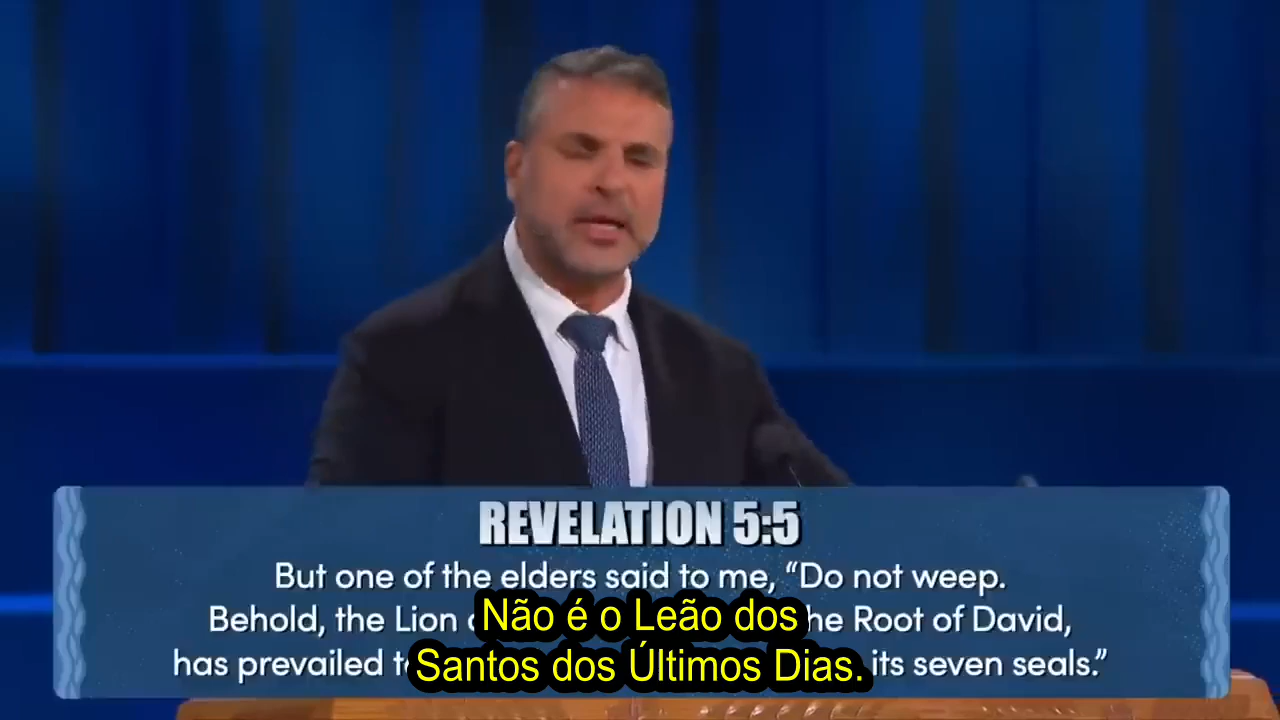 REVELATION 5:5
But one of the elders said to me, “Do not weep.
Behold, the Lion he Root of David,
has prevailed its seven seals.”
Não é o Leão dos
Santos dos Últimos Dias.